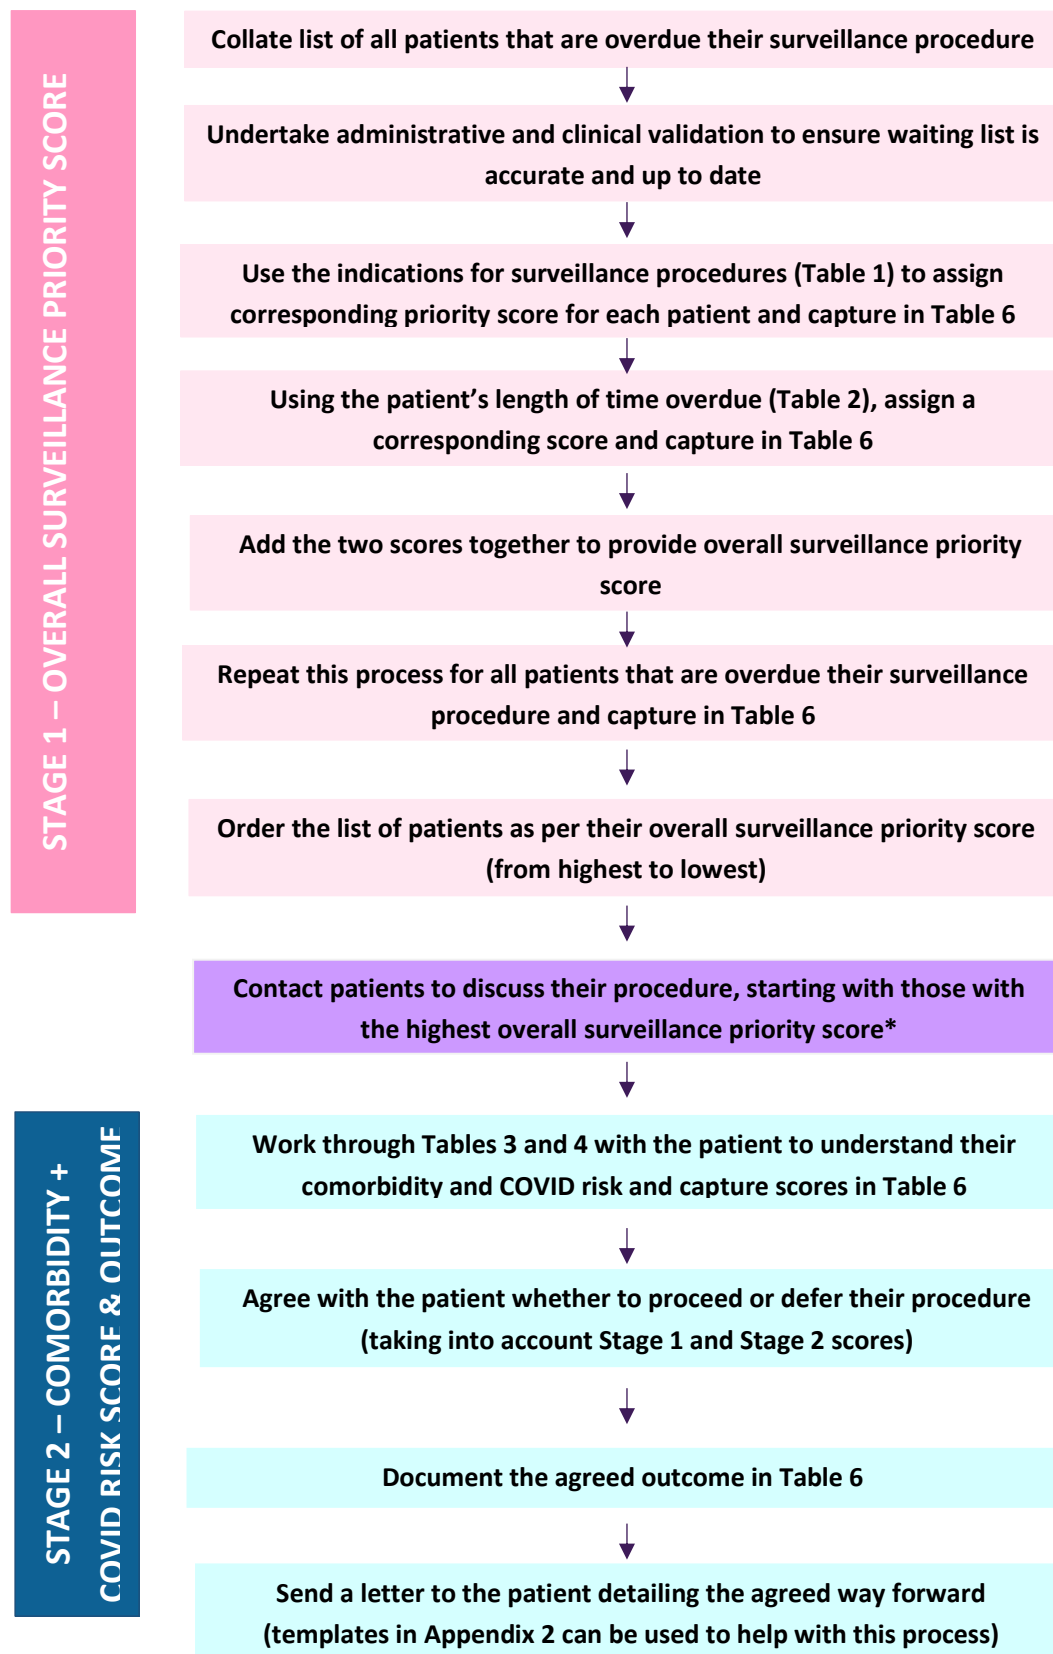 STAGE 1 – OVERALL SURVEILLANCE PRIORITY SCORE
Collate list of all patients that are overdue their surveillance procedure
Undertake administrative and clinical validation to ensure waiting list is
accurate and up to date
Use the indications for surveillance procedures (Table 1) to assign
corresponding priority score for each patient and capture in Table 6
Using the patient’s length of time overdue (Table 2), assign a
corresponding score and capture in Table 6
Add the two scores together to provide overall surveillance priority
score
Repeat this process for all patients that are overdue their surveillance
procedure and capture in Table 6
Order the list of patients as per their overall surveillance priority score
(from highest to lowest)
Contact patients to discuss their procedure, starting with those with
the highest overall surveillance priority score*
STAGE 2 – COMORBIDITY +
COVID RISK SCORE & OUTCOME
Work through Tables 3 and 4 with the patient to understand their
comorbidity and COVID risk and capture scores in Table 6
Agree with the patient whether to proceed or defer their procedure
(taking into account Stage 1 and Stage 2 scores)
Document the agreed outcome in Table 6
Send a letter to the patient detailing the agreed way forward
(templates in Appendix 2 can be used to help with this process)